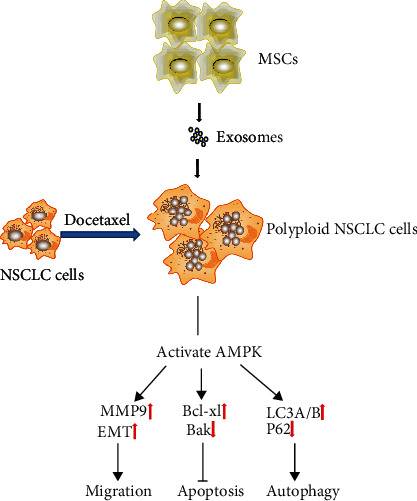 MSCs
Exosomes
Docetaxel
Polyploid NSCLC cells
NSCLC cells
Activate AMPK
MMP9 Bcl-xl LC3A/B
EMT Bak P62
Migration Apoptosis Autophagy